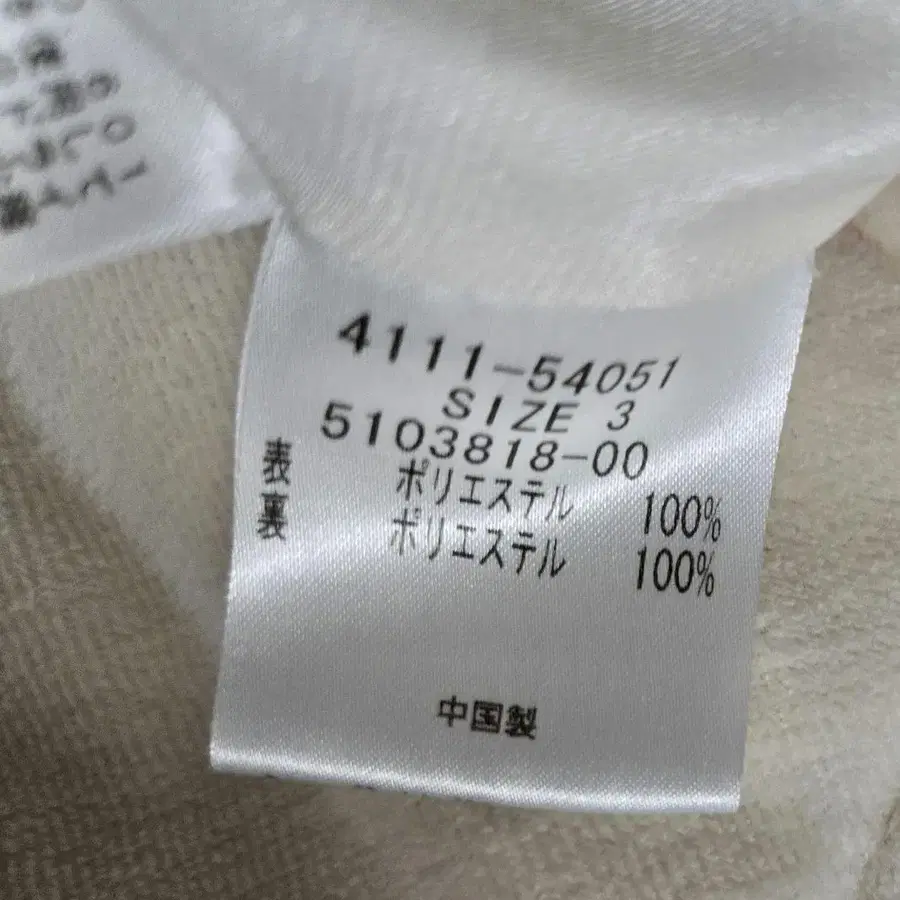 4111-54051
SIZE 3
5103818-00
表 ポリエステル 100%
裏 ポリエステル 100%
中国製